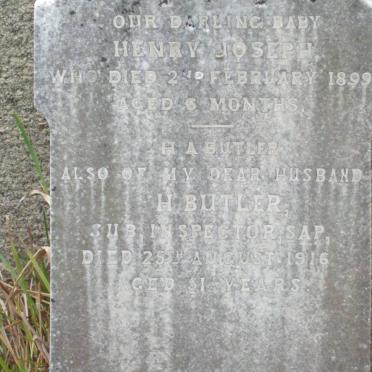 OUR DARLING BABY
HENRY JOSEPH
WHO DIED 2ND FEBRUARY 1899
AGED 6 MONTHS.
H A BUTLER
ALSO OF MY DEAR HUSBAND
H. BUTLER,
SUB. INSPECTOR, SAP,
DIED 25TH AUGUST, 1916
GED 51 YEARS.